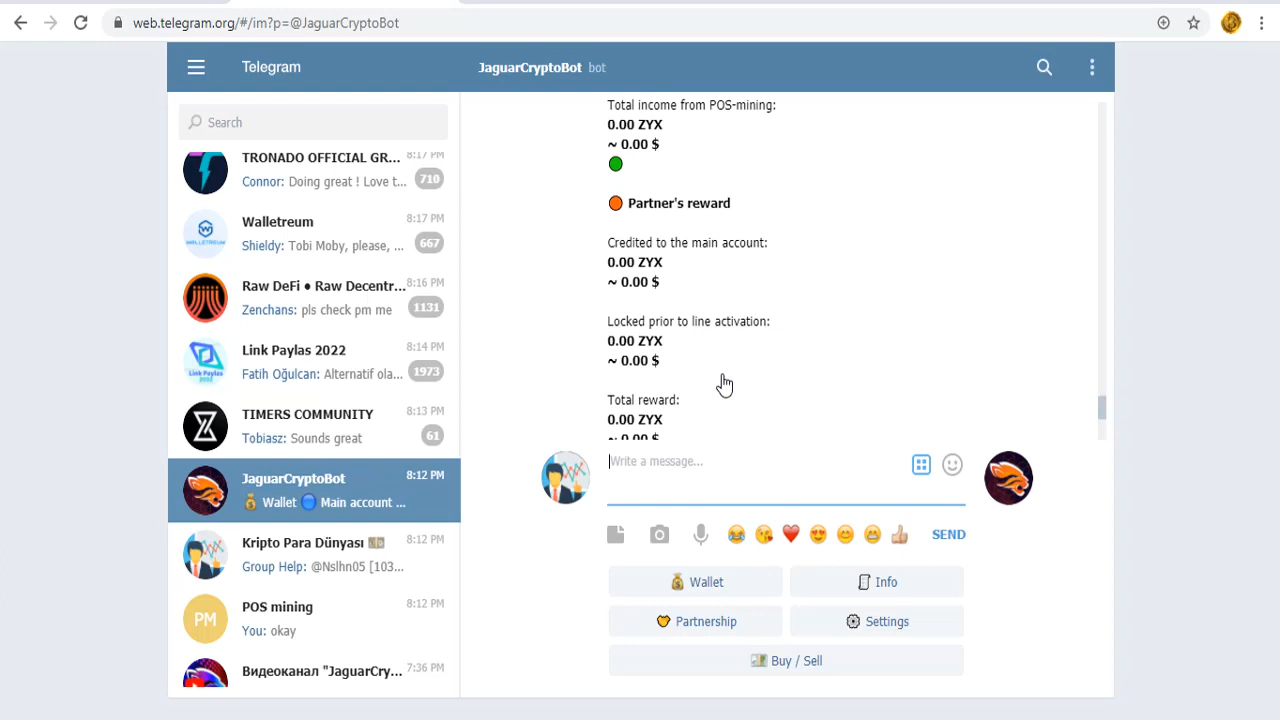 web.telegram.org/#/im?p=@JaguarCryptoBot
Telegram
JaguarCryptoBot bot
Search
TRONADO OFFICIAL GR... 8:17 PM
Connor: Doing great ! Love t... 710
Walletreum 8:17 PM
Shieldy: Tobi Moby, please, ... 667
Raw DeFi ● Raw Decentr... 8:16 PM
Zenchans: pls check pm me 1131
Link Paylas 2022 8:14 PM
Fatih Oğulcan: Alternatif ola... 1973
Link Paylas
2022
TIMERS COMMUNITY 8:13 PM
Tobiasz: Sounds great 61
JaguarCryptoBot 8:12 PM
💰 Wallet 🔵 Main account ...
Kripto Para Dünyası 💵 8:12 PM
Group Help: @Nslhn05 [103...
PM
POS mining 8:12 PM
You: okay
Видеоканал "JaguarCry... 7:36 PM
Total income from POS-mining:
0.00 ZYX
~ 0.00 $
Partner's reward
Credited to the main account:
0.00 ZYX
~ 0.00 $
Locked prior to line activation:
0.00 ZYX
~ 0.00 $
Total reward:
0.00 ZYX
~ 0.00 $
Write a message...
SEND
Wallet
Info
Partnership
Settings
Buy / Sell